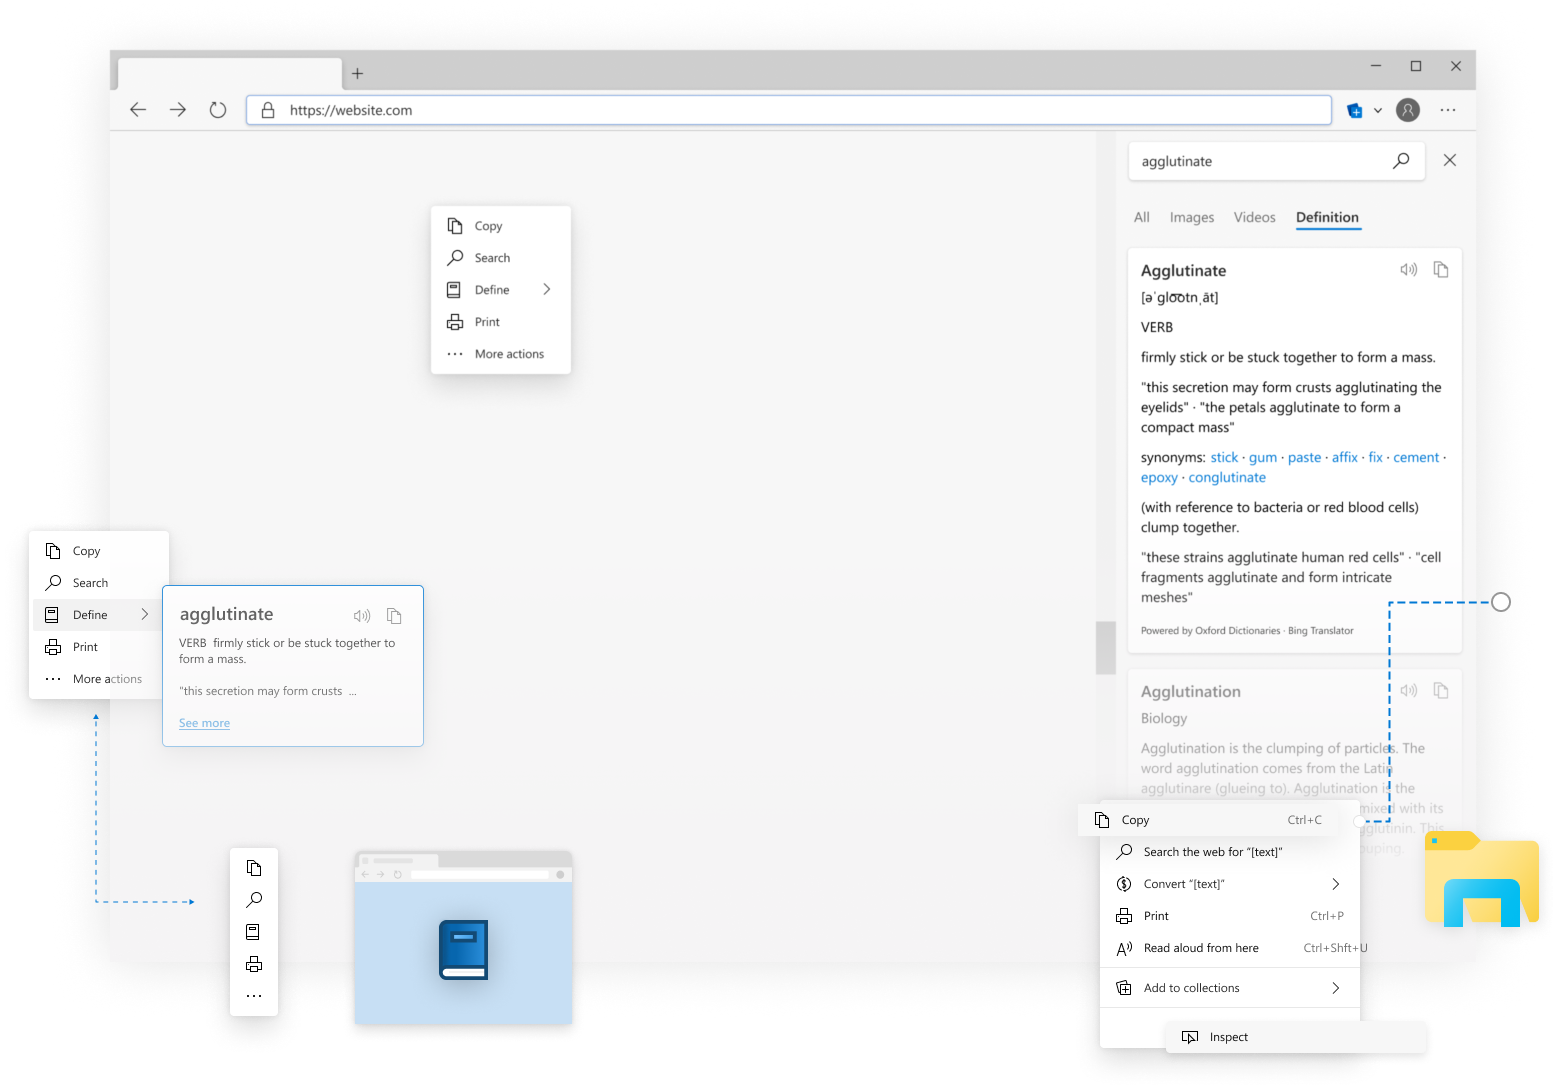 https://website.com
agglutinate
All Images Videos Definition
Agglutinate
[əˈglo͞otnˌāt]
VERB
firmly stick or be stuck together to form a mass.
"this secretion may form crusts agglutinating the
eyelids" · "the petals agglutinate to form a
compact mass"
synonyms: stick · gum · paste · affix · fix · cement ·
epoxy · conglutinate
(with reference to bacteria or red blood cells)
clump together.
"these strains agglutinate human red cells" · "cell
fragments agglutinate and form intricate
meshes"
Powered by Oxford Dictionaries · Bing Translator
Agglutination
Biology
Agglutination is the clumping of particles. The
word agglutination comes from the Latin
agglutinare (glueing to). Agglutination is the
mixed with its
gglutinin. This
ouping.
Copy
Search
Define
Print
More actions
Copy
Search
Define
Print
More actions
agglutinate
VERB firmly stick or be stuck together to
form a mass.
"this secretion may form crusts ...
See more
Copy Ctrl+C
Search the web for “[text]”
Convert “[text]”
Print Ctrl+P
Read aloud from here Ctrl+Shft+U
Add to collections
Inspect